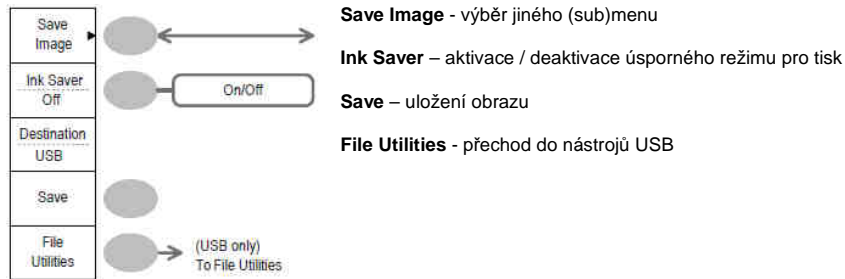 Save
Image
Ink Saver
Off
On/Off
Destination
USB
Save
File
Utilities
(USB only)
To File Utilities
Save Image - výběr jiného (sub)menu
Ink Saver – aktivace / deaktivace úsporného režimu pro tisk
Save – uložení obrazu
File Utilities - přechod do nástrojů USB